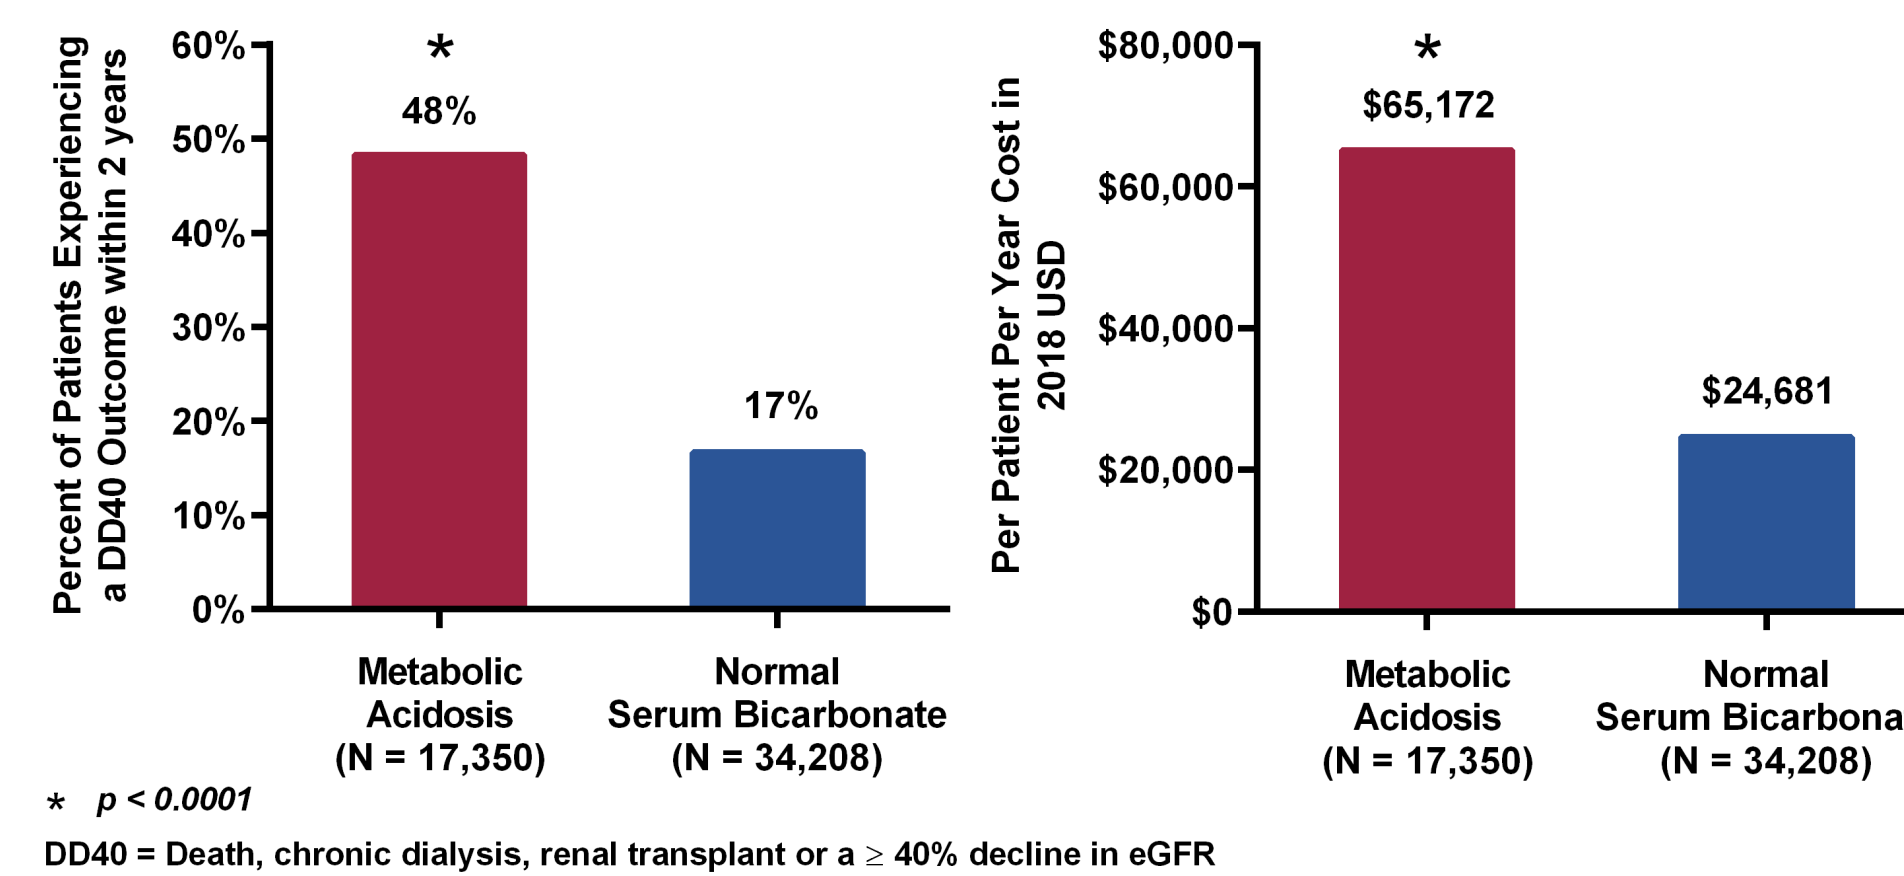 Percent of Patients Experiencing
a DD40 Outcome within 2 years
60%
50%
40%
30%
20%
10%
0%
*
48%
17%
Metabolic
Acidosis
(N = 17,350)
Normal
Serum Bicarbonate
(N = 34,208)
Per Patient Per Year Cost in
2018 USD
$80,000
$60,000
$40,000
$20,000
$0
*
$65,172
$24,681
Metabolic
Acidosis
(N = 17,350)
Normal
Serum Bicarbona
(N = 34,208)
* p < 0.0001
DD40 = Death, chronic dialysis, renal transplant or a ≥ 40% decline in eGFR